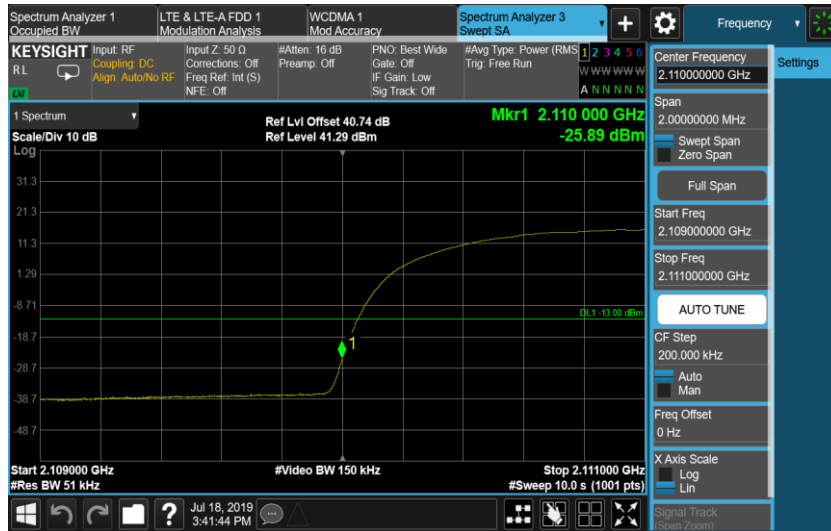 Spectrum Analyzer 1
Occupied BW
LTE & LTE-A FDD 1
Modulation Analysis
WCDMA 1
Mod Accuracy
Spectrum Analyzer 3
Swept SA
Frequency
KEYSIGHT
RL
LXI
Input: RF
Coupling: DC
Align: Auto/No RF
Input Z: 50 Ω
Corrections: Off
Freq Ref: Int (S)
NFE: Off
#Atten: 16 dB
Preamp: Off
PNO: Best Wide
Gate: Off
IF Gain: Low
Sig Track: Off
#Avg Type: Power (RMS
Trig: Free Run
1 2 3 4 5 6
W W W W W W
A N N N N N
1 Spectrum
Scale/Div 10 dB
Log
Ref Lvl Offset 40.74 dB
Ref Level 41.29 dBm
Mkr1 2.110 000 GHz
-25.89 dBm
31.3
21.3
11.3
1.29
-8.71
-18.7
-28.7
-38.7
-48.7
DL1 -13.00 dBm
1
Start 2.109000 GHz
#Res BW 51 kHz
#Video BW 150 kHz
Stop 2.111000 GHz
#Sweep 10.0 s (1001 pts)
Center Frequency
2.110000000 GHz
Settings
Span
2.00000000 MHz
Swept Span
Zero Span
Full Span
Start Freq
2.109000000 GHz
Stop Freq
2.111000000 GHz
AUTO TUNE
CF Step
200.000 kHz
Auto
Man
Freq Offset
0 Hz
X Axis Scale
Log
Lin
Signal Track
(Span Zoom)
Jul 18, 2019
3:41:44 PM